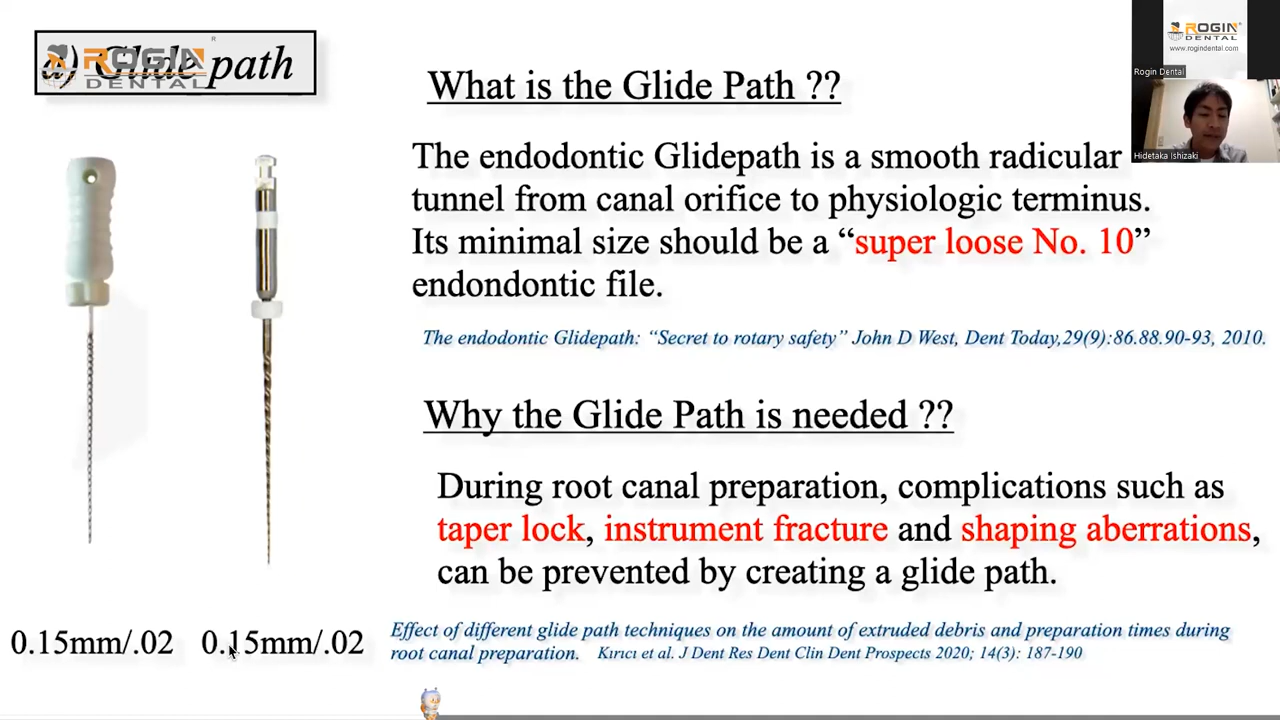 a) Glide path
ROGIN
DENTAL
®
ROGIN
DENTAL
www.rogindental.com
Rogin Dental
Hidetaka Ishizaki
What is the Glide Path ??
The endodontic Glidepath is a smooth radicular
tunnel from canal orifice to physiologic terminus.
Its minimal size should be a “super loose No. 10”
endondontic file.
The endodontic Glidepath: “Secret to rotary safety” John D West, Dent Today,29(9):86.88.90-93, 2010.
Why the Glide Path is needed ??
During root canal preparation, complications such as
taper lock, instrument fracture and shaping aberrations,
can be prevented by creating a glide path.
0.15mm/.02 0.15mm/.02
Effect of different glide path techniques on the amount of extruded debris and preparation times during
root canal preparation. Kırıcı et al. J Dent Res Dent Clin Dent Prospects 2020; 14(3): 187-190